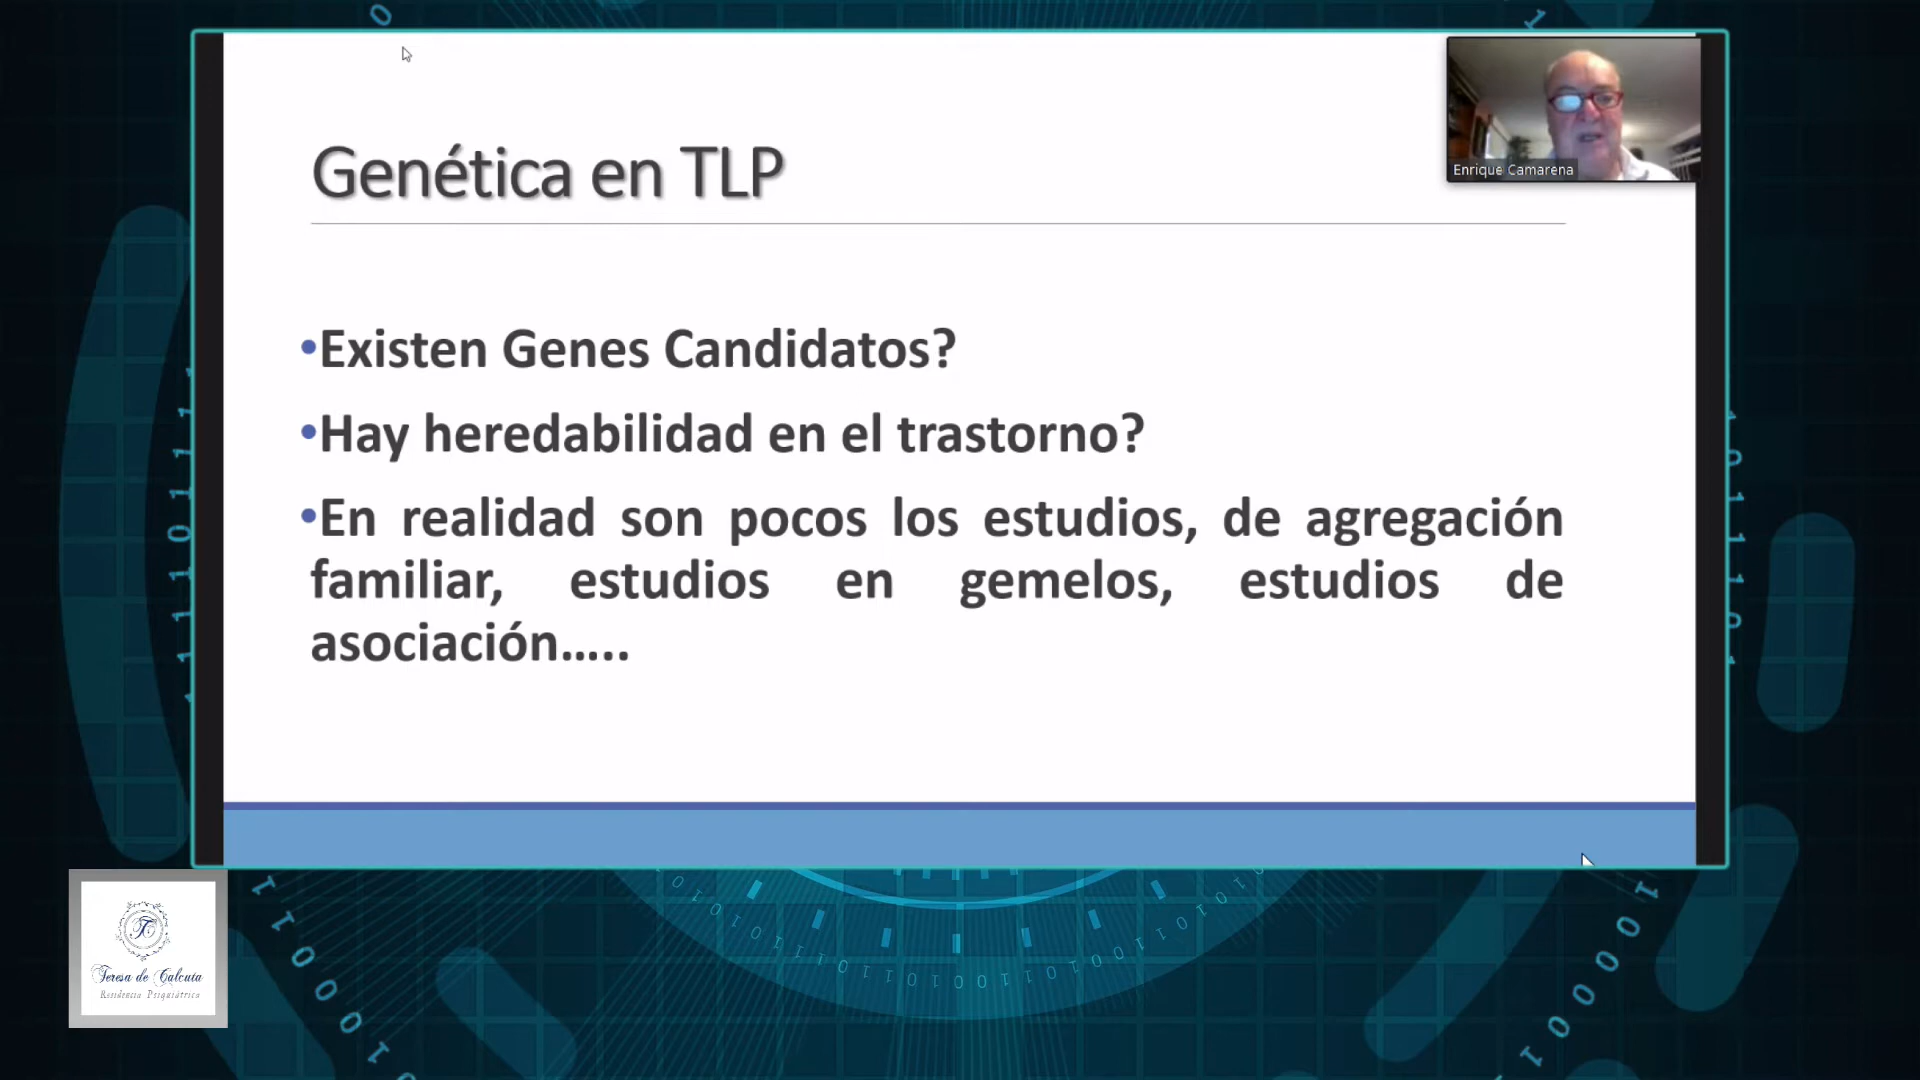 Genética en TLP
Enrique Camarena
•Existen Genes Candidatos?
•Hay heredabilidad en el trastorno?
•En realidad son pocos los estudios, de agregación
familiar, estudios en gemelos, estudios de
asociación.....
Teresa de Calcuta
Residencia Psiquiátrica